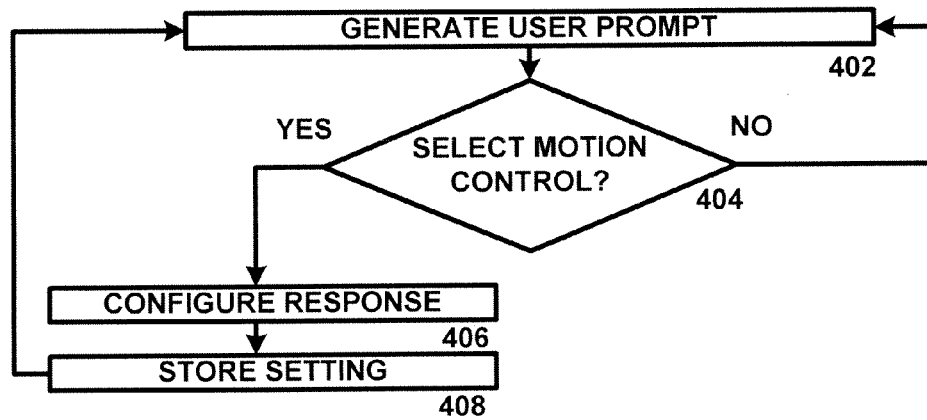 GENERATE USER PROMPT
402
YES
NO
SELECT MOTION
CONTROL?
404
CONFIGURE RESPONSE
406
STORE SETTING
408